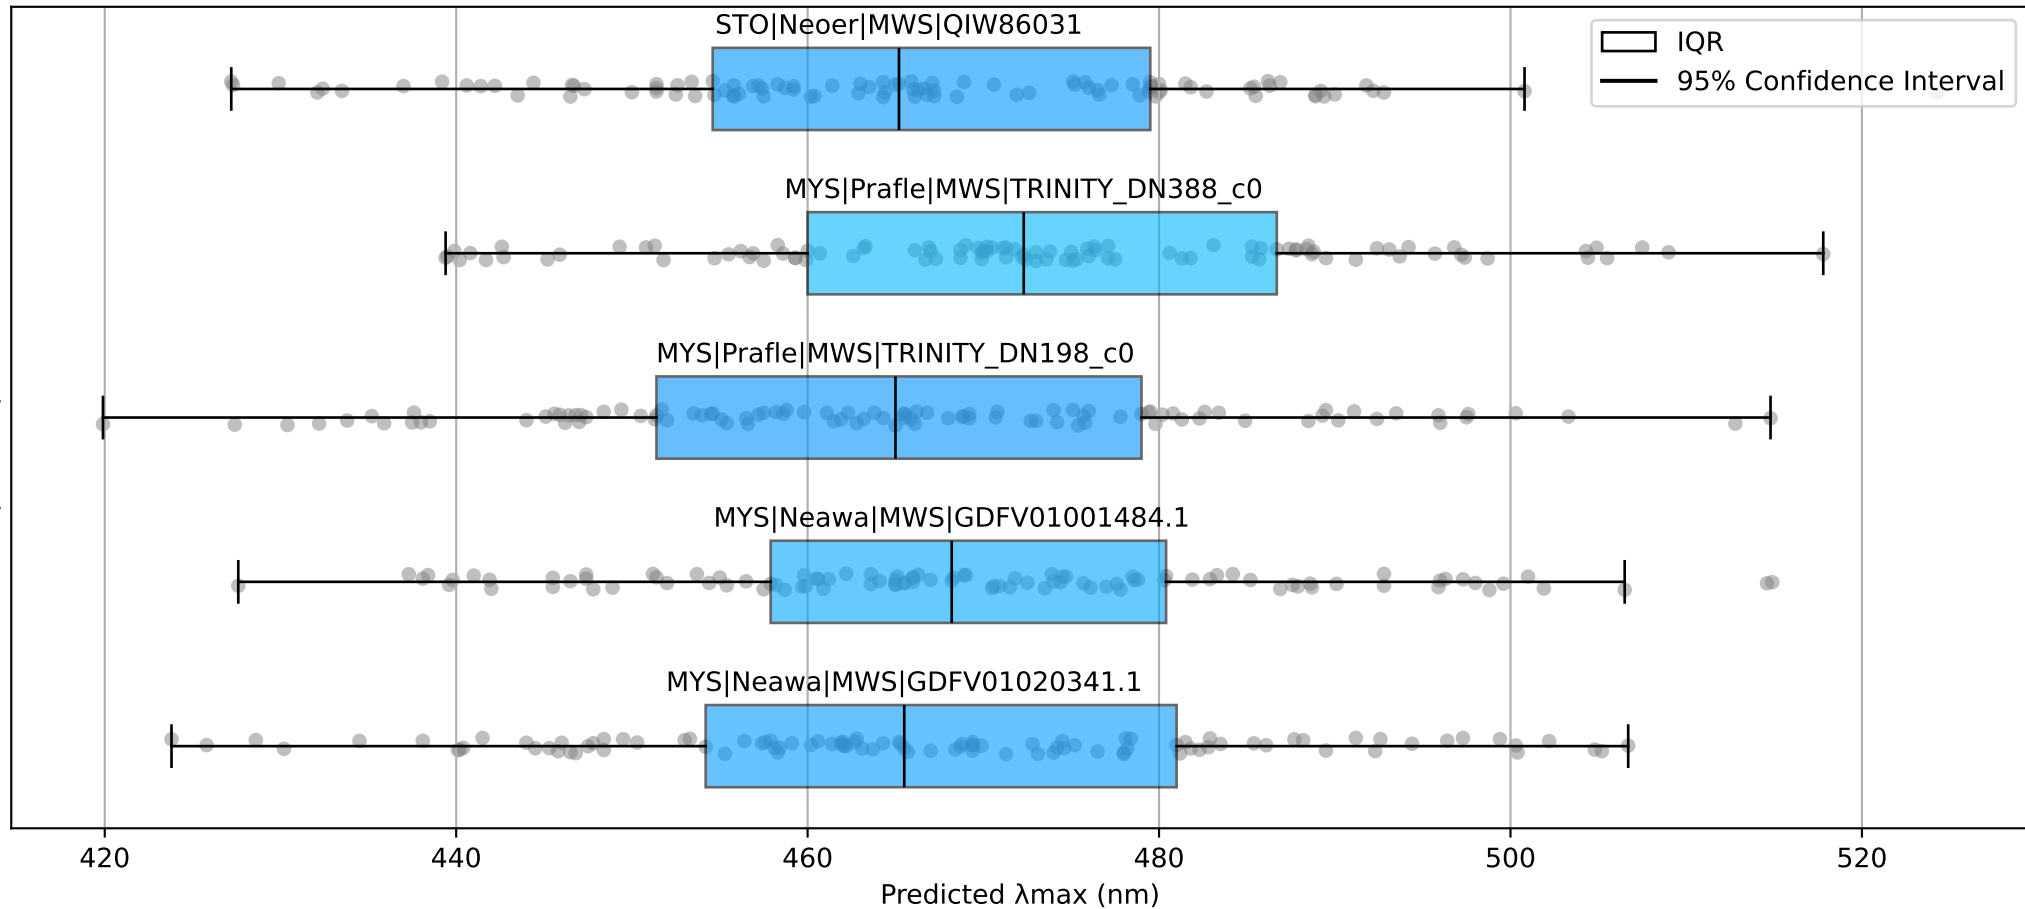 STO|Neoer|MWS|QIW86031
IQR
95% Confidence Interval
MYS|Prafle|MWS|TRINITY_DN388_c0
MYS|Prafle|MWS|TRINITY_DN198_c0
MYS|Neawa|MWS|GDFV01001484.1
MYS|Neawa|MWS|GDFV01020341.1
420 440 460 480 500 520
Predicted λmax (nm)